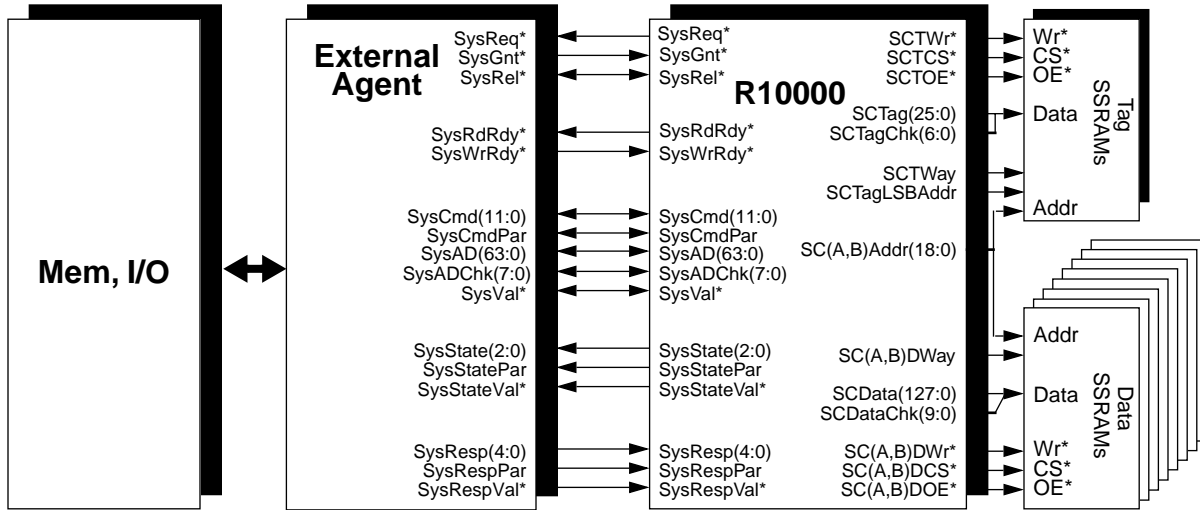 Mem, I/O
External
Agent
SysReq*
SysGnt*
SysRel*
SysRdRdy*
SysWrRdy*
SysCmd(11:0)
SysCmdPar
SysAD(63:0)
SysADChk(7:0)
SysVal*
SysState(2:0)
SysStatePar
SysStateVal*
SysResp(4:0)
SysRespPar
SysRespVal*
R10000
SysReq*
SysGnt*
SysRel*
SysRdRdy*
SysWrRdy*
SysCmd(11:0)
SysCmdPar
SysAD(63:0)
SysADChk(7:0)
SysVal*
SysState(2:0)
SysStatePar
SysStateVal*
SysResp(4:0)
SysRespPar
SysRespVal*
SCTWr*
SCTCS*
SCTOE*
SCTag(25:0)
SCTagChk(6:0)
SCTWay
SCTagLSBAddr
SC(A,B)Addr(18:0)
SC(A,B)DWay
SCData(127:0)
SCDataChk(9:0)
SC(A,B)DWr*
SC(A,B)DCS*
SC(A,B)DOE*
Wr*
CS*
OE*
Data
Addr
Tag
SSRAMs
Addr
Data
Wr*
CS*
OE*
Data
SSRAMs